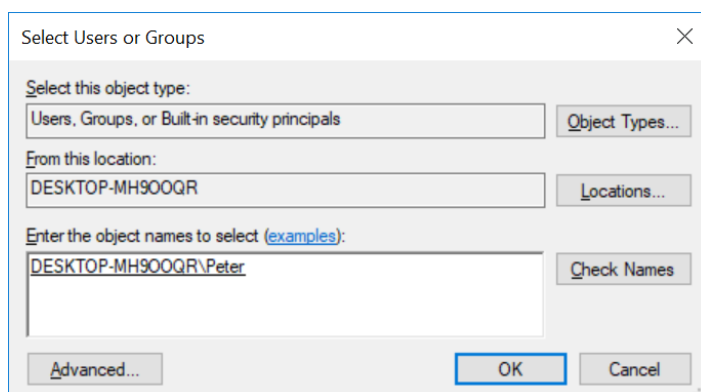 Select Users or Groups
Select this object type:
Users, Groups, or Built-in security principals
Object Types...
From this location:
DESKTOP-MH9OOQR
Locations...
Enter the object names to select (examples):
DESKTOP-MH9OOQR\Peter
Check Names
Advanced...
OK
Cancel